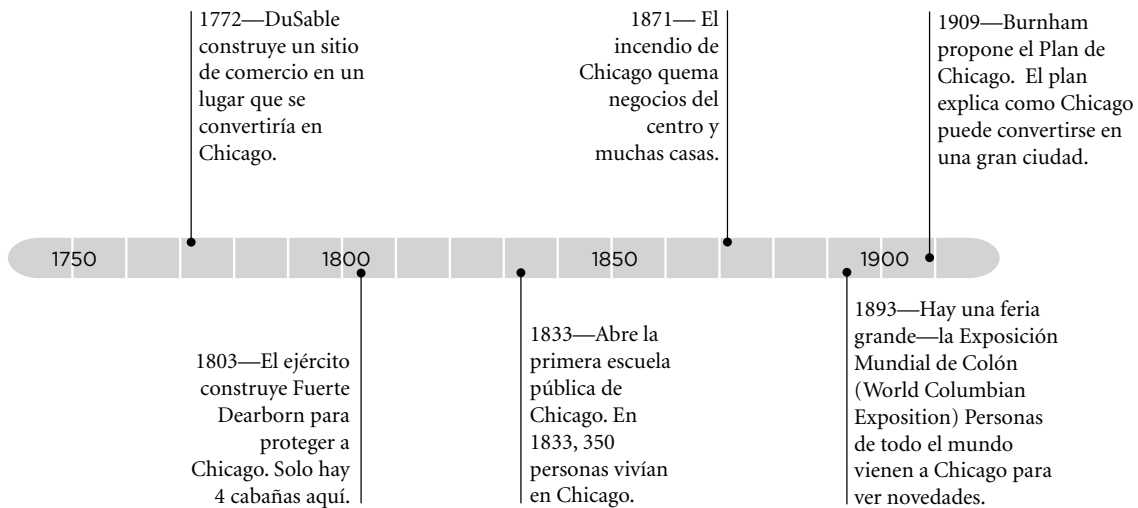 1772—DuSable
construye un sitio
de comercio en un
lugar que se
convertiría en
Chicago.
1871— El
incendio de
Chicago quema
negocios del
centro y
muchas casas.
1909—Burnham
propone el Plan de
Chicago.  El plan
explica como Chicago
puede convertirse en
una gran ciudad.
1750
1800
1850
1900
1803—El ejército
construye Fuerte
Dearborn para
proteger a
Chicago. Solo hay
4 cabañas aquí.
1833—Abre la
primera escuela
pública de
Chicago. En
1833, 350
personas vivían
en Chicago.
1893—Hay una feria
grande—la Exposición
Mundial de Colón
(World Columbian
Exposition) Personas
de todo el mundo
vienen a Chicago para
ver novedades.